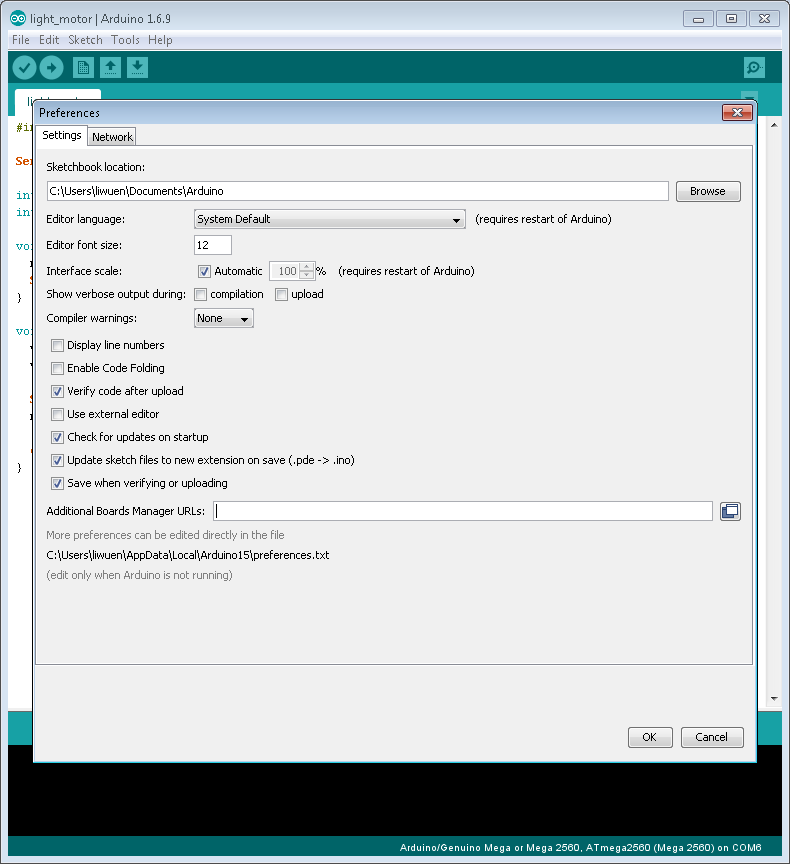 light_motor | Arduino 1.6.9
File Edit Sketch Tools Help
Preferences
Settings Network
Sketchbook location:
C:\Users\liwuen\Documents\Arduino Browse
Editor language: System Default (requires restart of Arduino)
Editor font size: 12
Interface scale: Automatic 100 % (requires restart of Arduino)
Show verbose output during: compilation upload
Compiler warnings: None
Display line numbers
Enable Code Folding
Verify code after upload
Use external editor
Check for updates on startup
Update sketch files to new extension on save (.pde -> .ino)
Save when verifying or uploading
Additional Boards Manager URLs:
More preferences can be edited directly in the file
C:\Users\liwuen\AppData\Local\Arduino15\preferences.txt
(edit only when Arduino is not running)
OK Cancel
Arduino/Genuino Mega or Mega 2560, ATmega2560 (Mega 2560) on COM6